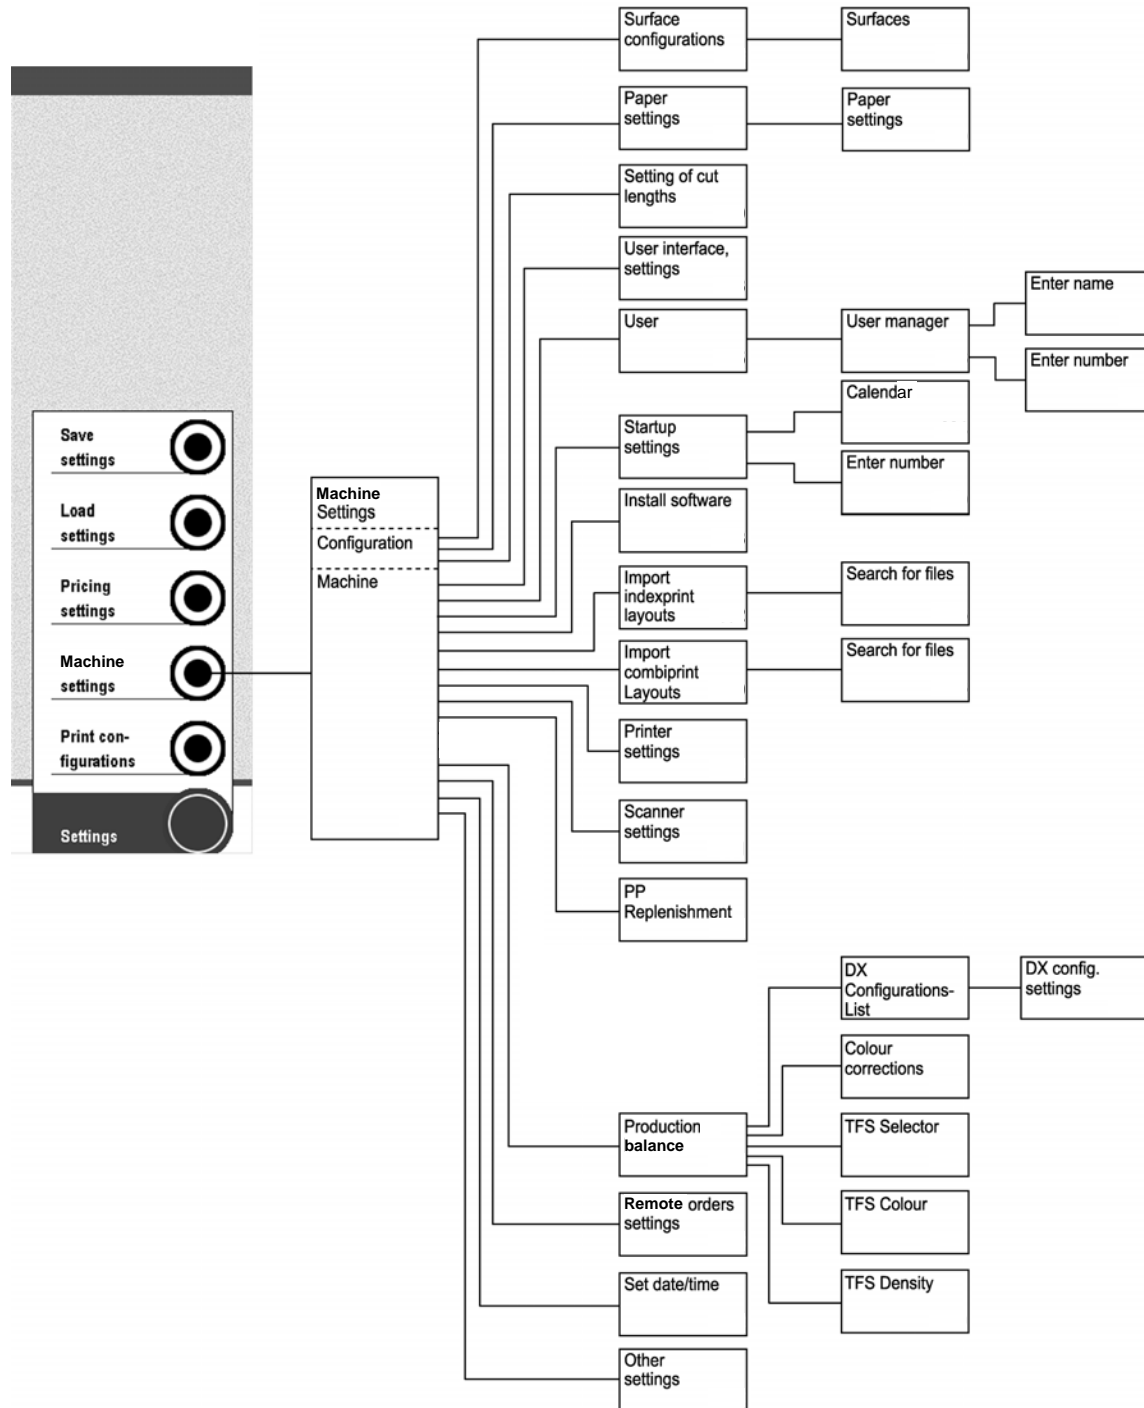 Save
settings
Load
settings
Pricing
settings
Machine
settings
Print con-
figurations
Settings
Machine
Settings
Configuration
Machine
Surface
configurations
Surfaces
Paper
settings
Paper
settings
Setting of cut
lengths
User interface,
settings
User
User manager
Enter name
Enter number
Startup
settings
Calendar
Enter number
Install software
Import
indexprint
layouts
Search for files
Import
combiprint
Layouts
Search for files
Printer
settings
Scanner
settings
PP
Replenishment
Production
balance
DX
Configurations-
List
DX config.
settings
Colour
corrections
TFS Selector
TFS Colour
TFS Density
Remote orders
settings
Set date/time
Other
settings